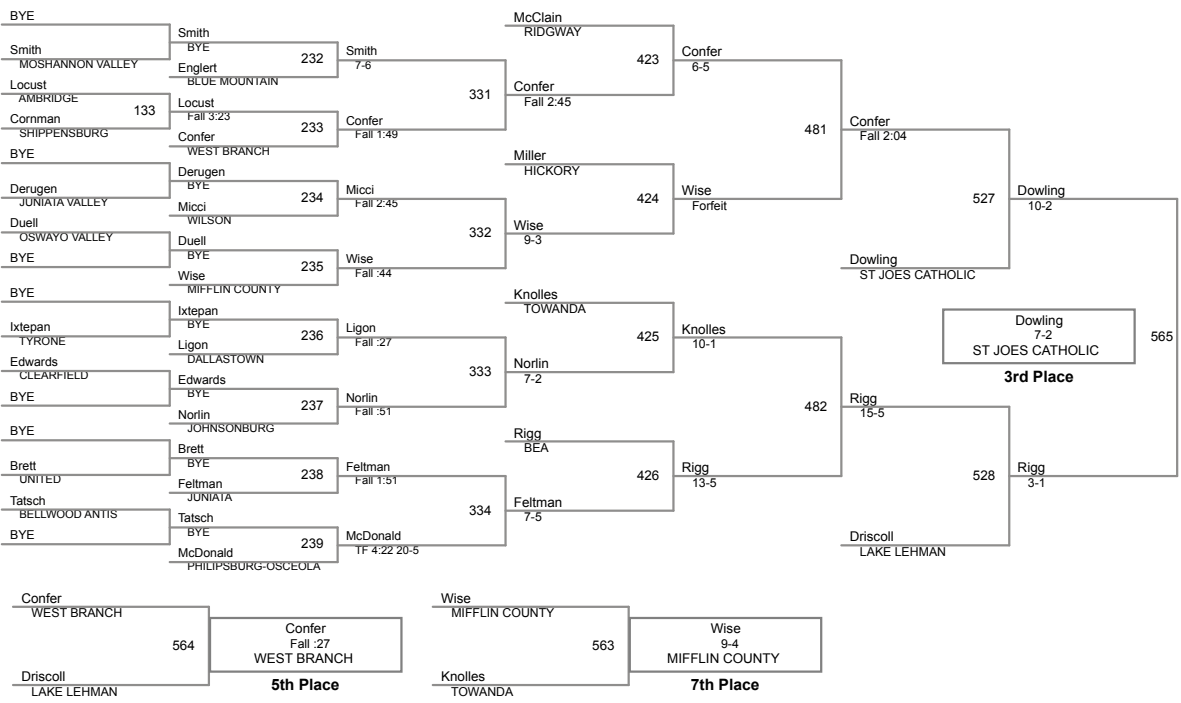 BYE
Smith
MOSHANNON VALLEY
Locust
AMBRIDGE
133
Cornman
SHIPPENSBURG
BYE
Derugen
JUNIATA VALLEY
Duell
OSWAYO VALLEY
BYE
BYE
Ixtepan
TYRONE
Edwards
CLEARFIELD
BYE
BYE
Brett
UNITED
Tatsch
BELLWOOD ANTIS
BYE
Smith
BYE
232
Englert
BLUE MOUNTAIN
Locust
Fall 3:23
233
Confer
WEST BRANCH
Derugen
BYE
234
Micci
WILSON
Duell
BYE
235
Wise
MIFFLIN COUNTY
Ixtepan
BYE
236
Ligon
DALLASTOWN
Edwards
BYE
237
Norlin
JOHNSONBURG
Brett
BYE
238
Feltman
JUNIATA
Tatsch
BYE
239
McDonald
PHILIPSBURG-OSCEOLA
Smith
7-6
331
Confer
Fall 1:49
Micci
Fall 2:45
332
Wise
Fall :44
Ligon
Fall :27
333
Norlin
Fall :51
Feltman
Fall 1:51
334
McDonald
TF 4:22 20-5
McClain
RIDGWAY
423
Confer
Fall 2:45
Miller
HICKORY
424
Wise
9-3
Knolles
TOWANDA
425
Norlin
7-2
Rigg
BEA
426
Feltman
7-5
Confer
6-5
481
Wise
Forfeit
Knolles
10-1
482
Rigg
13-5
Confer
Fall 2:04
527
Dowling
ST JOES CATHOLIC
Rigg
15-5
528
Driscoll
LAKE LEHMAN
Dowling
10-2
565
Rigg
3-1
Dowling
7-2
ST JOES CATHOLIC
3rd Place
Confer
WEST BRANCH
564
Driscoll
LAKE LEHMAN
Confer
Fall :27
WEST BRANCH
5th Place
Wise
MIFFLIN COUNTY
563
Knolles
TOWANDA
Wise
9-4
MIFFLIN COUNTY
7th Place